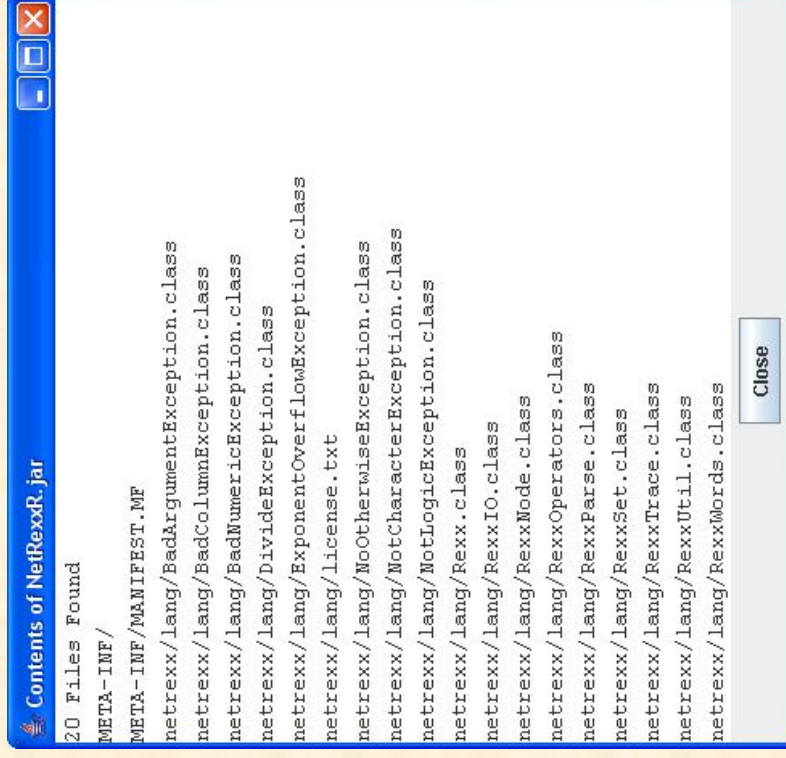 Contents of NetRexxR.jar
20 Files Found
META-INF/
META-INF/MANIFEST.MF
netrexx/lang/BadArgumentException.class
netrexx/lang/BadColumnException.class
netrexx/lang/BadNumericException.class
netrexx/lang/DivideException.class
netrexx/lang/ExponentOverflowException.class
netrexx/lang/license.txt
netrexx/lang/NoOtherwiseException.class
netrexx/lang/NotCharacterException.class
netrexx/lang/NotLogicException.class
netrexx/lang/Rexx.class
netrexx/lang/RexxIO.class
netrexx/lang/RexxNode.class
netrexx/lang/RexxOperators.class
netrexx/lang/RexxParse.class
netrexx/lang/RexxSet.class
netrexx/lang/RexxTrace.class
netrexx/lang/RexxUtil.class
netrexx/lang/RexxWords.class
Close